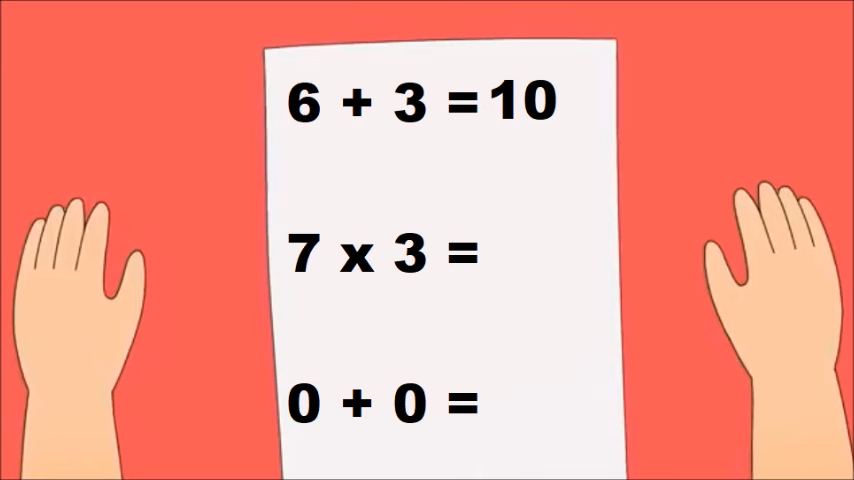 6 + 3 = 10
7 x 3 =
0 + 0 =